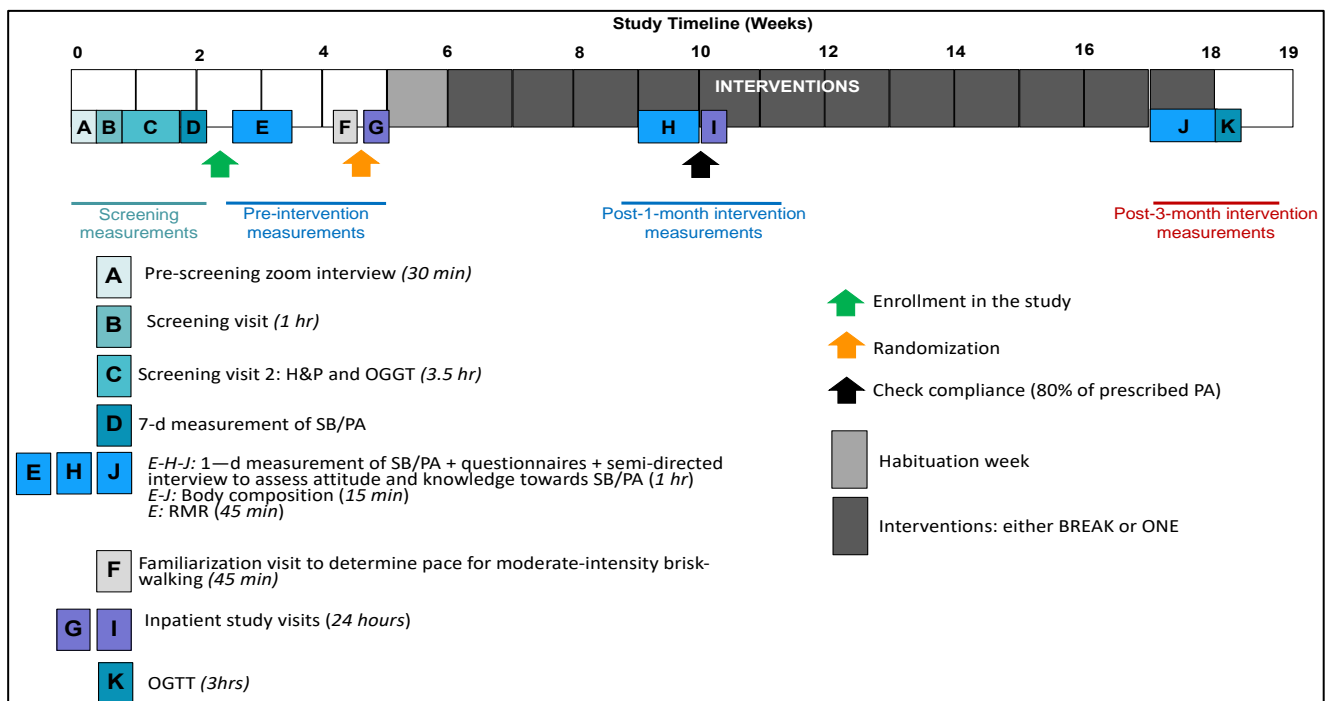 Study Timeline (Weeks)
0 2 4 6 8 10 12 14 16 18 19
INTERVENTIONS
A B C D E F G H I J K
Screening
measurements
Pre-intervention
measurements
Post-1-month intervention
measurements
Post-3-month intervention
measurements
A Pre-screening zoom interview (30 min)
B Screening visit (1 hr)
C Screening visit 2: H&P and OGGT (3.5 hr)
D 7-d measurement of SB/PA
E H J E-H-J: 1—d measurement of SB/PA + questionnaires + semi-directed
interview to assess attitude and knowledge towards SB/PA (1 hr)
E-J: Body composition (15 min)
E: RMR (45 min)
F Familiarization visit to determine pace for moderate-intensity brisk-
walking (45 min)
G I Inpatient study visits (24 hours)
K OGTT (3hrs)
Enrollment in the study
Randomization
Check compliance (80% of prescribed PA)
Habituation week
Interventions: either BREAK or ONE